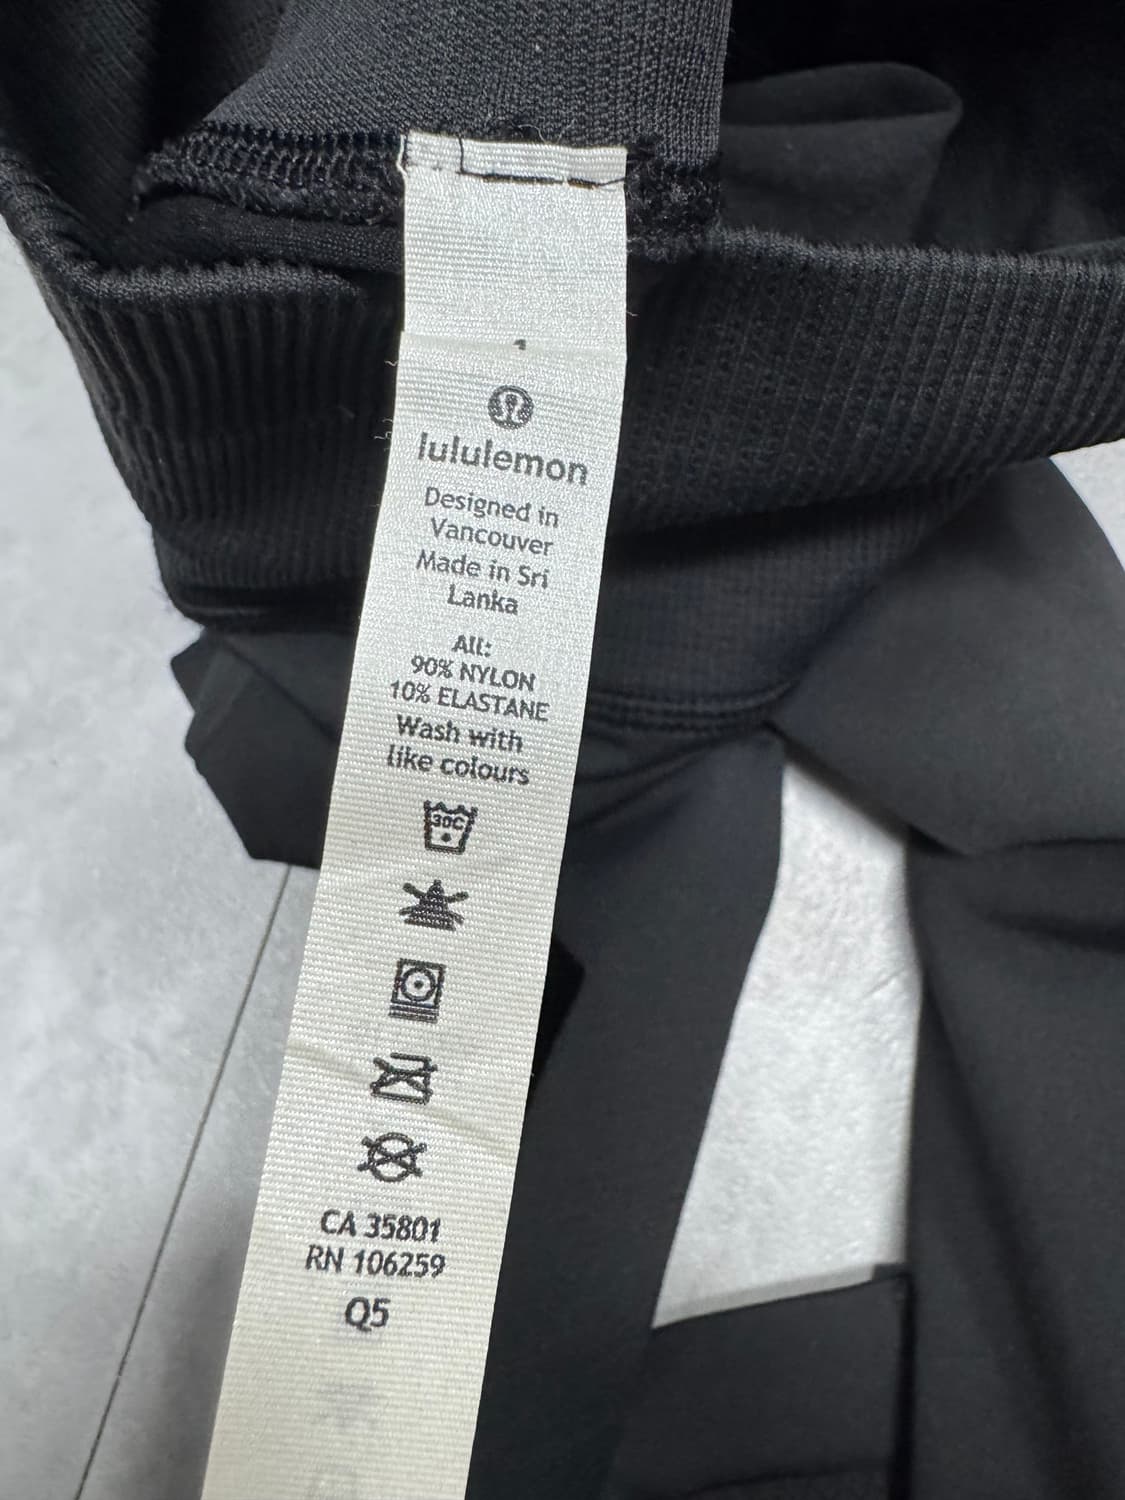 lululemon
Designed in
Vancouver
Made in Sri
Lanka
All:
90% NYLON
10% ELASTANE
Wash with
like colours
30C
CA 35801
RN 106259
Q5